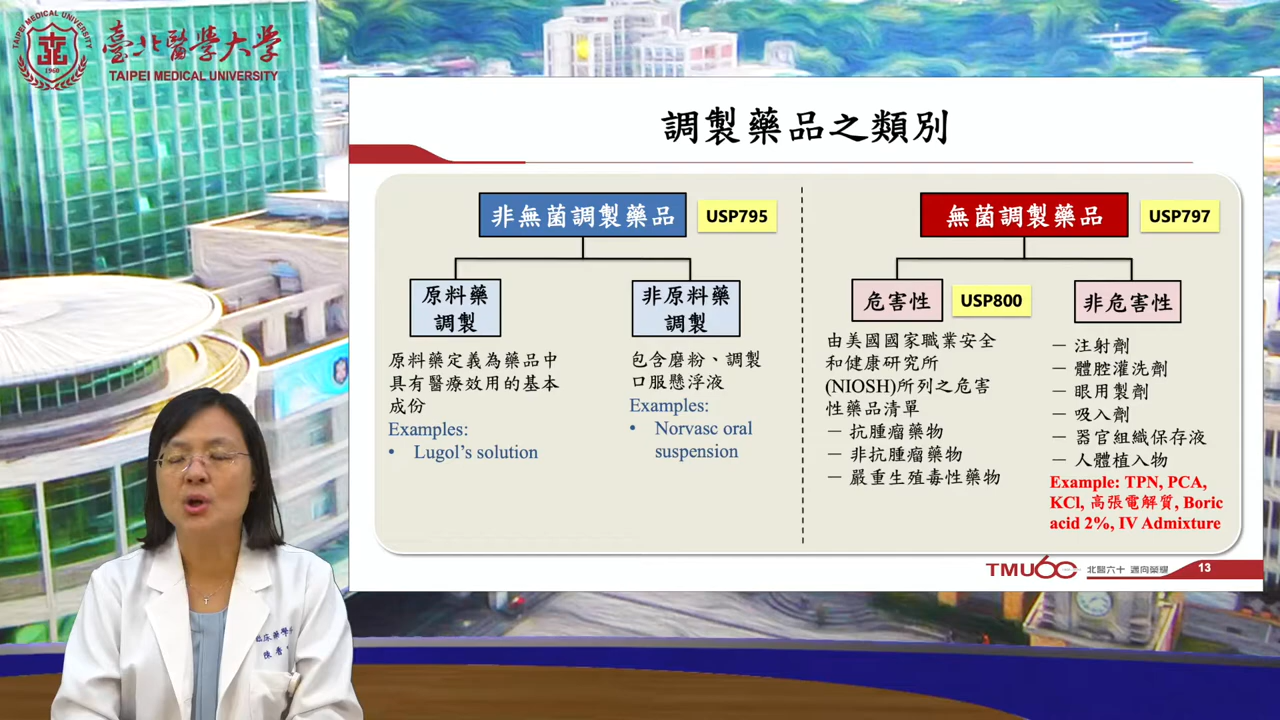 TAIPEI MEDICAL UNIVERSITY
1960
臺北醫學大學
TAIPEI MEDICAL UNIVERSITY
調製藥品之類別
非無菌調製藥品
USP795
原料藥
調製
原料藥定義為藥品中
具有醫療效用的基本
成份
Examples:
• Lugol's solution
非原料藥
調製
包含磨粉、調製
口服懸浮液
Examples:
• Norvasc oral
suspension
無菌調製藥品
USP797
危害性
USP800
由美國國家職業安全
和健康研究所
(NIOSH)所列之危害
性藥品清單
－ 抗腫瘤藥物
－ 非抗腫瘤藥物
－ 嚴重生殖毒性藥物
非危害性
－ 注射劑
－ 體腔灌洗劑
－ 眼用製劑
－ 吸入劑
－ 器官組織保存液
－ 人體植入物
Example: TPN, PCA,
KCl, 高張電解質, Boric
acid 2%, IV Admixture
TMU60
北醫六十 邁向榮耀
13
床藥學
陳